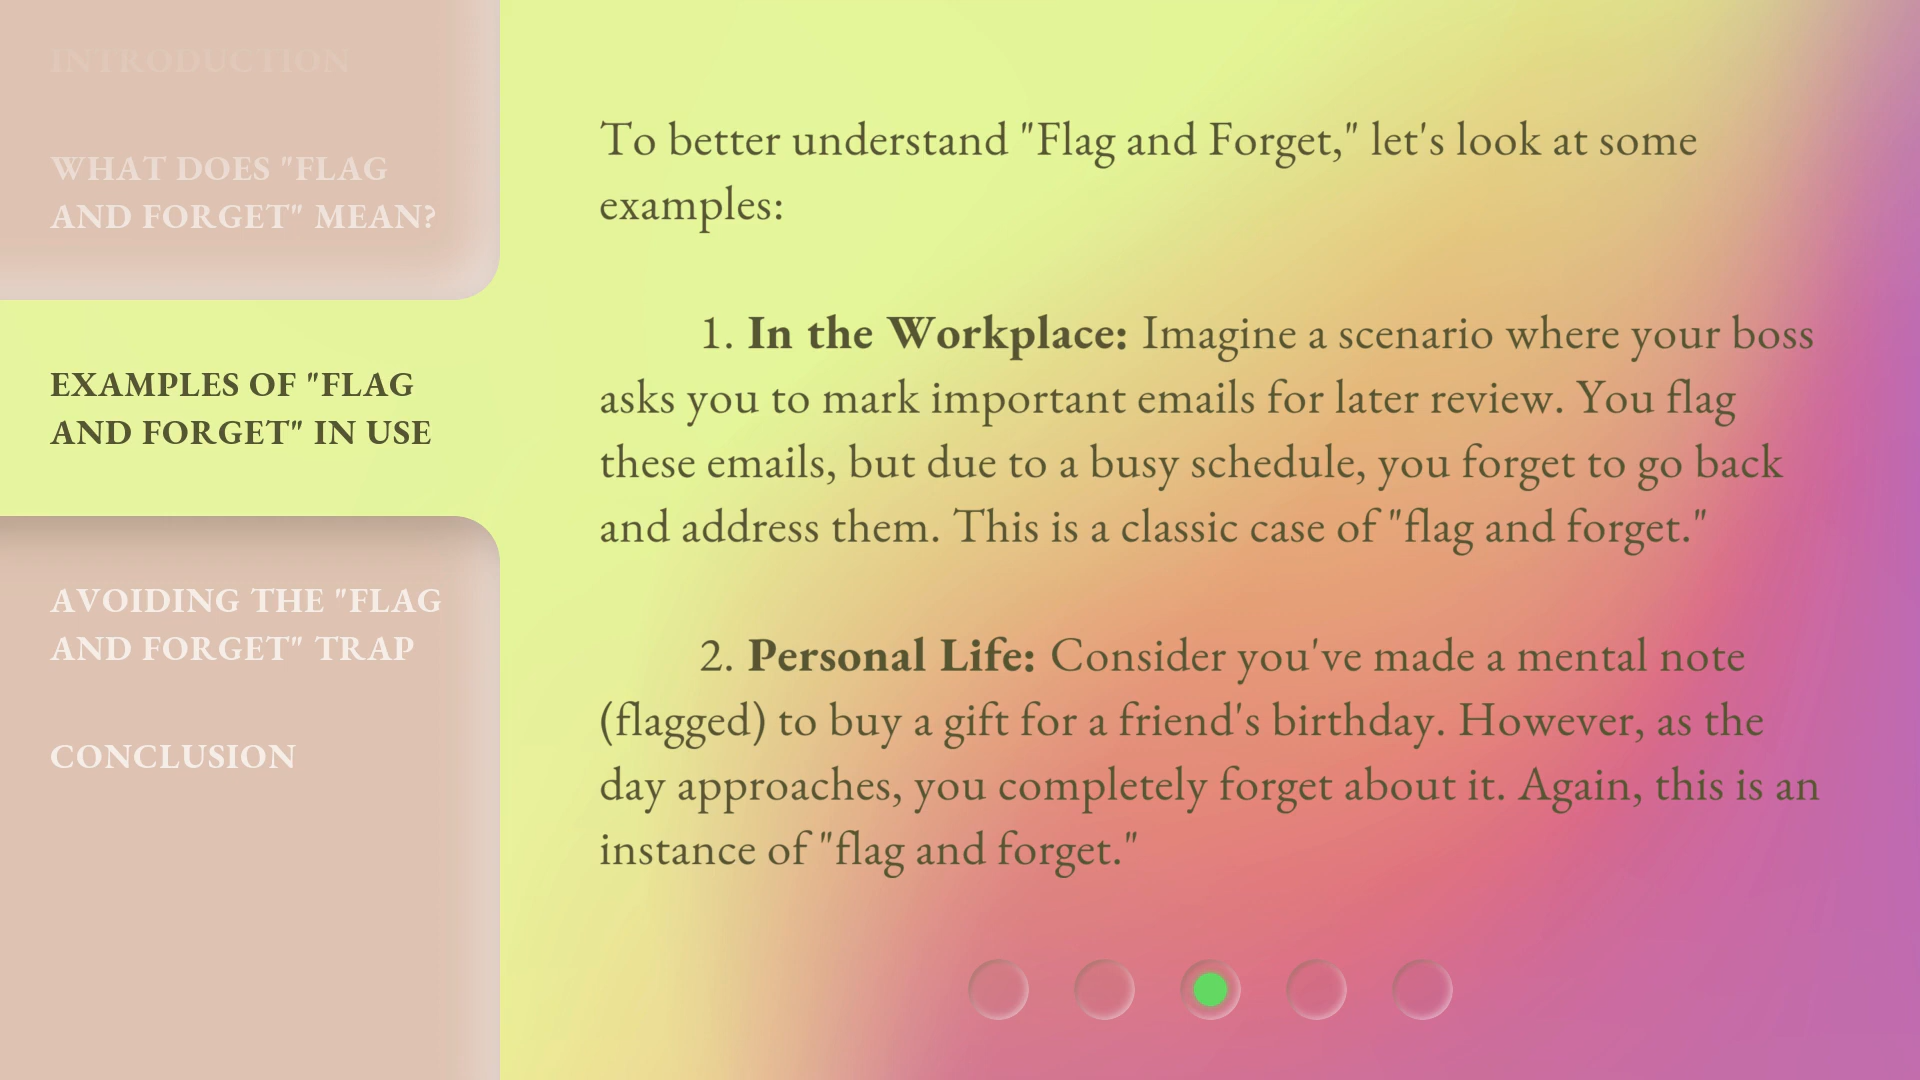 INTRODUCTION
WHAT DOES "FLAG
AND FORGET" MEAN?
EXAMPLES OF "FLAG
AND FORGET" IN USE
AVOIDING THE "FLAG
AND FORGET" TRAP
CONCLUSION
To better understand "Flag and Forget," let's look at some
examples:
1. In the Workplace: Imagine a scenario where your boss
asks you to mark important emails for later review. You flag
these emails, but due to a busy schedule, you forget to go back
and address them. This is a classic case of "flag and forget."
2. Personal Life: Consider you've made a mental note
(flagged) to buy a gift for a friend's birthday. However, as the
day approaches, you completely forget about it. Again, this is an
instance of "flag and forget."